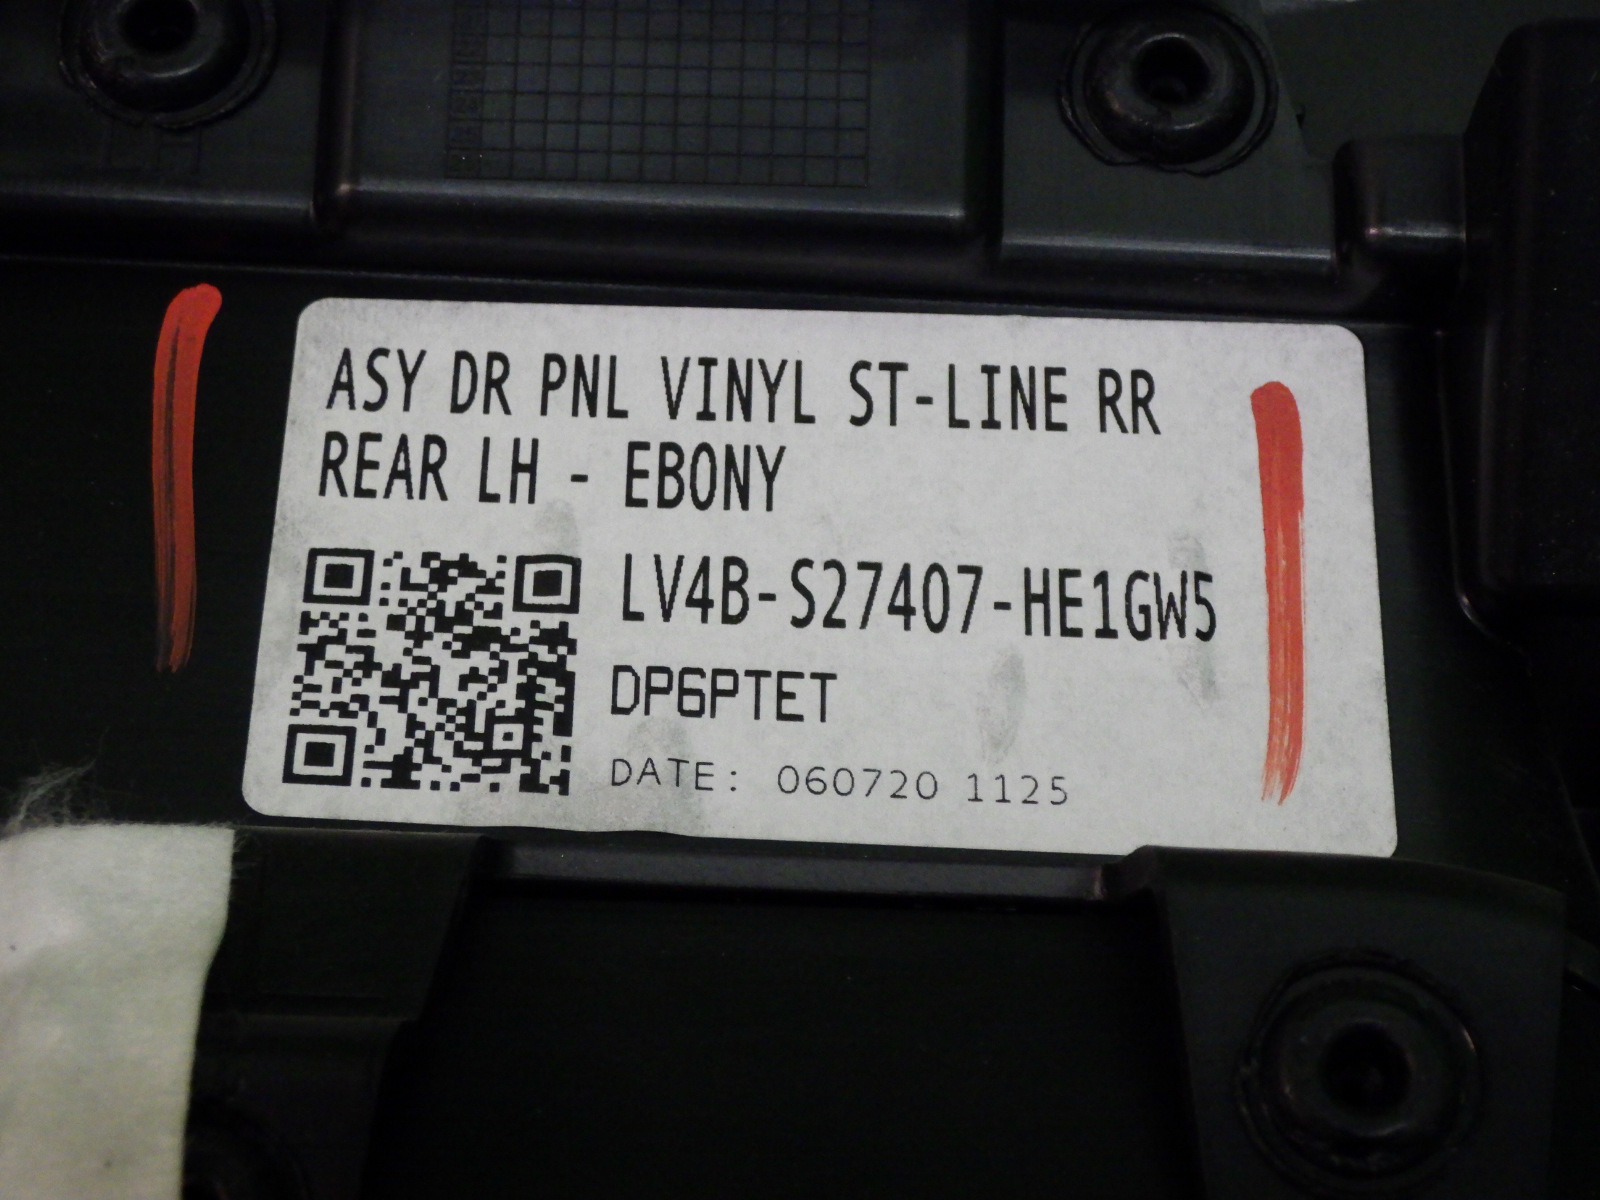 ASY DR PNL VINYL ST-LINE RR
REAR LH - EBONY
LV4B-S27407-HE1GW5
DP6PTET
DATE: 060720 1125